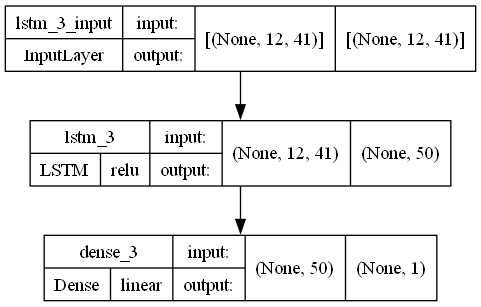 lstm_3_input input: [(None, 12, 41)] [(None, 12, 41)]
InputLayer output:
lstm_3 input: (None, 12, 41) (None, 50)
LSTM relu output:
dense_3 input: (None, 50) (None, 1)
Dense linear output: